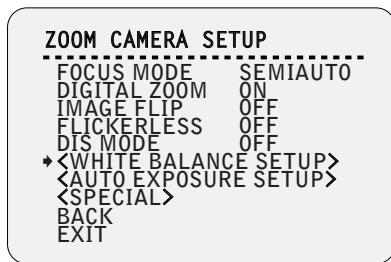 ZOOM CAMERA SETUP
FOCUS MODE SEMIAUTO
DIGITAL ZOOM ON
IMAGE FLIP OFF
FLICKERLESS OFF
DIS MODE OFF
<WHITE BALANCE SETUP>
<AUTO EXPOSURE SETUP>
<SPECIAL>
BACK
EXIT